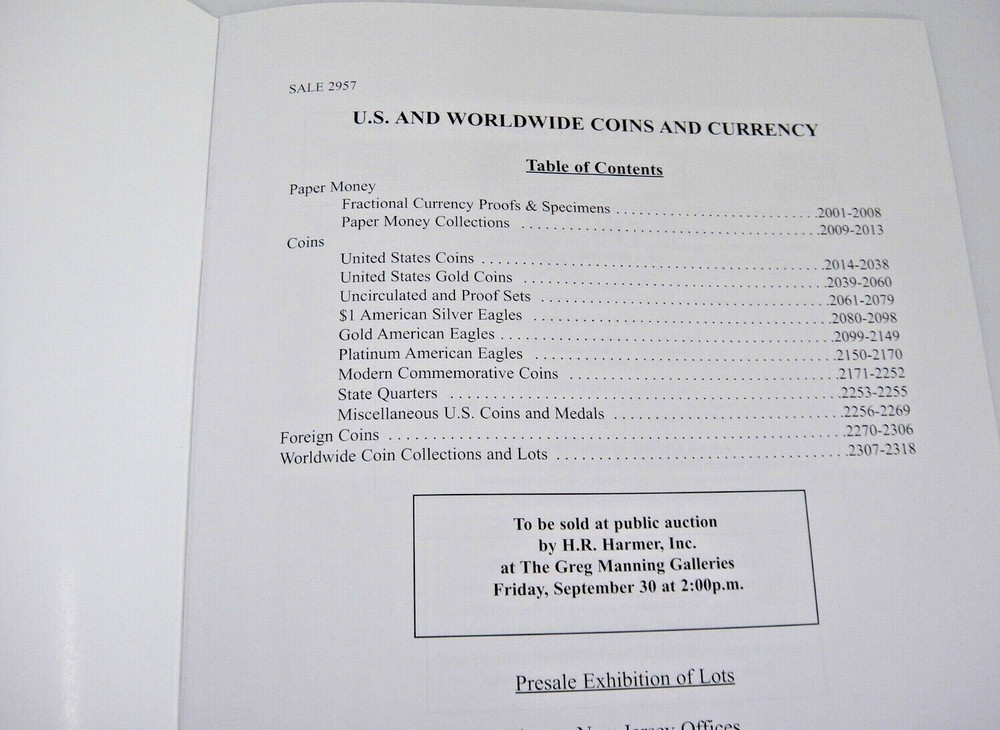 SALE 2957
U.S. AND WORLDWIDE COINS AND CURRENCY
Table of Contents
Paper Money
Fractional Currency Proofs & Specimens . . . . . . . . . . . . . . . . . . . . . . . .2001-2008
Paper Money Collections . . . . . . . . . . . . . . . . . . . . . . . . . . . . . . . . . . . .2009-2013
Coins
United States Coins . . . . . . . . . . . . . . . . . . . . . . . . . . . . . . . . . . . . . . . . .2014-2038
United States Gold Coins . . . . . . . . . . . . . . . . . . . . . . . . . . . . . . . . . . . . .2039-2060
Uncirculated and Proof Sets . . . . . . . . . . . . . . . . . . . . . . . . . . . . . . . . . .2061-2079
$1 American Silver Eagles . . . . . . . . . . . . . . . . . . . . . . . . . . . . . . . . . . .2080-2098
Gold American Eagles . . . . . . . . . . . . . . . . . . . . . . . . . . . . . . . . . . . . . . .2099-2149
Platinum American Eagles . . . . . . . . . . . . . . . . . . . . . . . . . . . . . . . . . . .2150-2170
Modern Commemorative Coins . . . . . . . . . . . . . . . . . . . . . . . . . . . . . . .2171-2252
State Quarters . . . . . . . . . . . . . . . . . . . . . . . . . . . . . . . . . . . . . . . . . . . . .2253-2255
Miscellaneous U.S. Coins and Medals . . . . . . . . . . . . . . . . . . . . . . . . . .2256-2269
Foreign Coins . . . . . . . . . . . . . . . . . . . . . . . . . . . . . . . . . . . . . . . . . . . . . . . . . . . . .2270-2306
Worldwide Coin Collections and Lots . . . . . . . . . . . . . . . . . . . . . . . . . . . . . . . . .2307-2318
To be sold at public auction
by H.R. Harmer, Inc.
at The Greg Manning Galleries
Friday, September 30 at 2:00p.m.
Presale Exhibition of Lots
New Jersey Offices